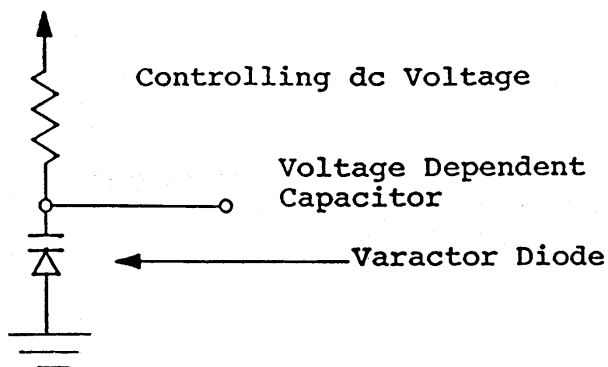 Controlling dc Voltage
Voltage Dependent
Capacitor
Varactor Diode